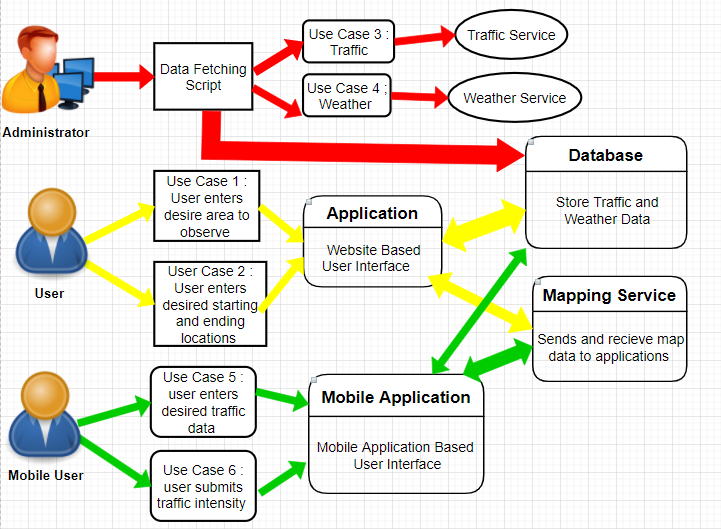 Administrator
Data Fetching
Script
Use Case 3 :
Traffic
Use Case 4 ;
Weather
Traffic Service
Weather Service
Database
Store Traffic and
Weather Data
User
Use Case 1 :
User enters
desire area to
observe
User Case 2 :
User enters
desired starting
and ending
locations
Application
Website Based
User Interface
Mapping Service
Sends and recieve map
data to applications
Mobile User
Use Case 5 :
user enters
desired traffic
data
Use Case 6 :
user submits
traffic intensity
Mobile Application
Mobile Application Based
User Interface